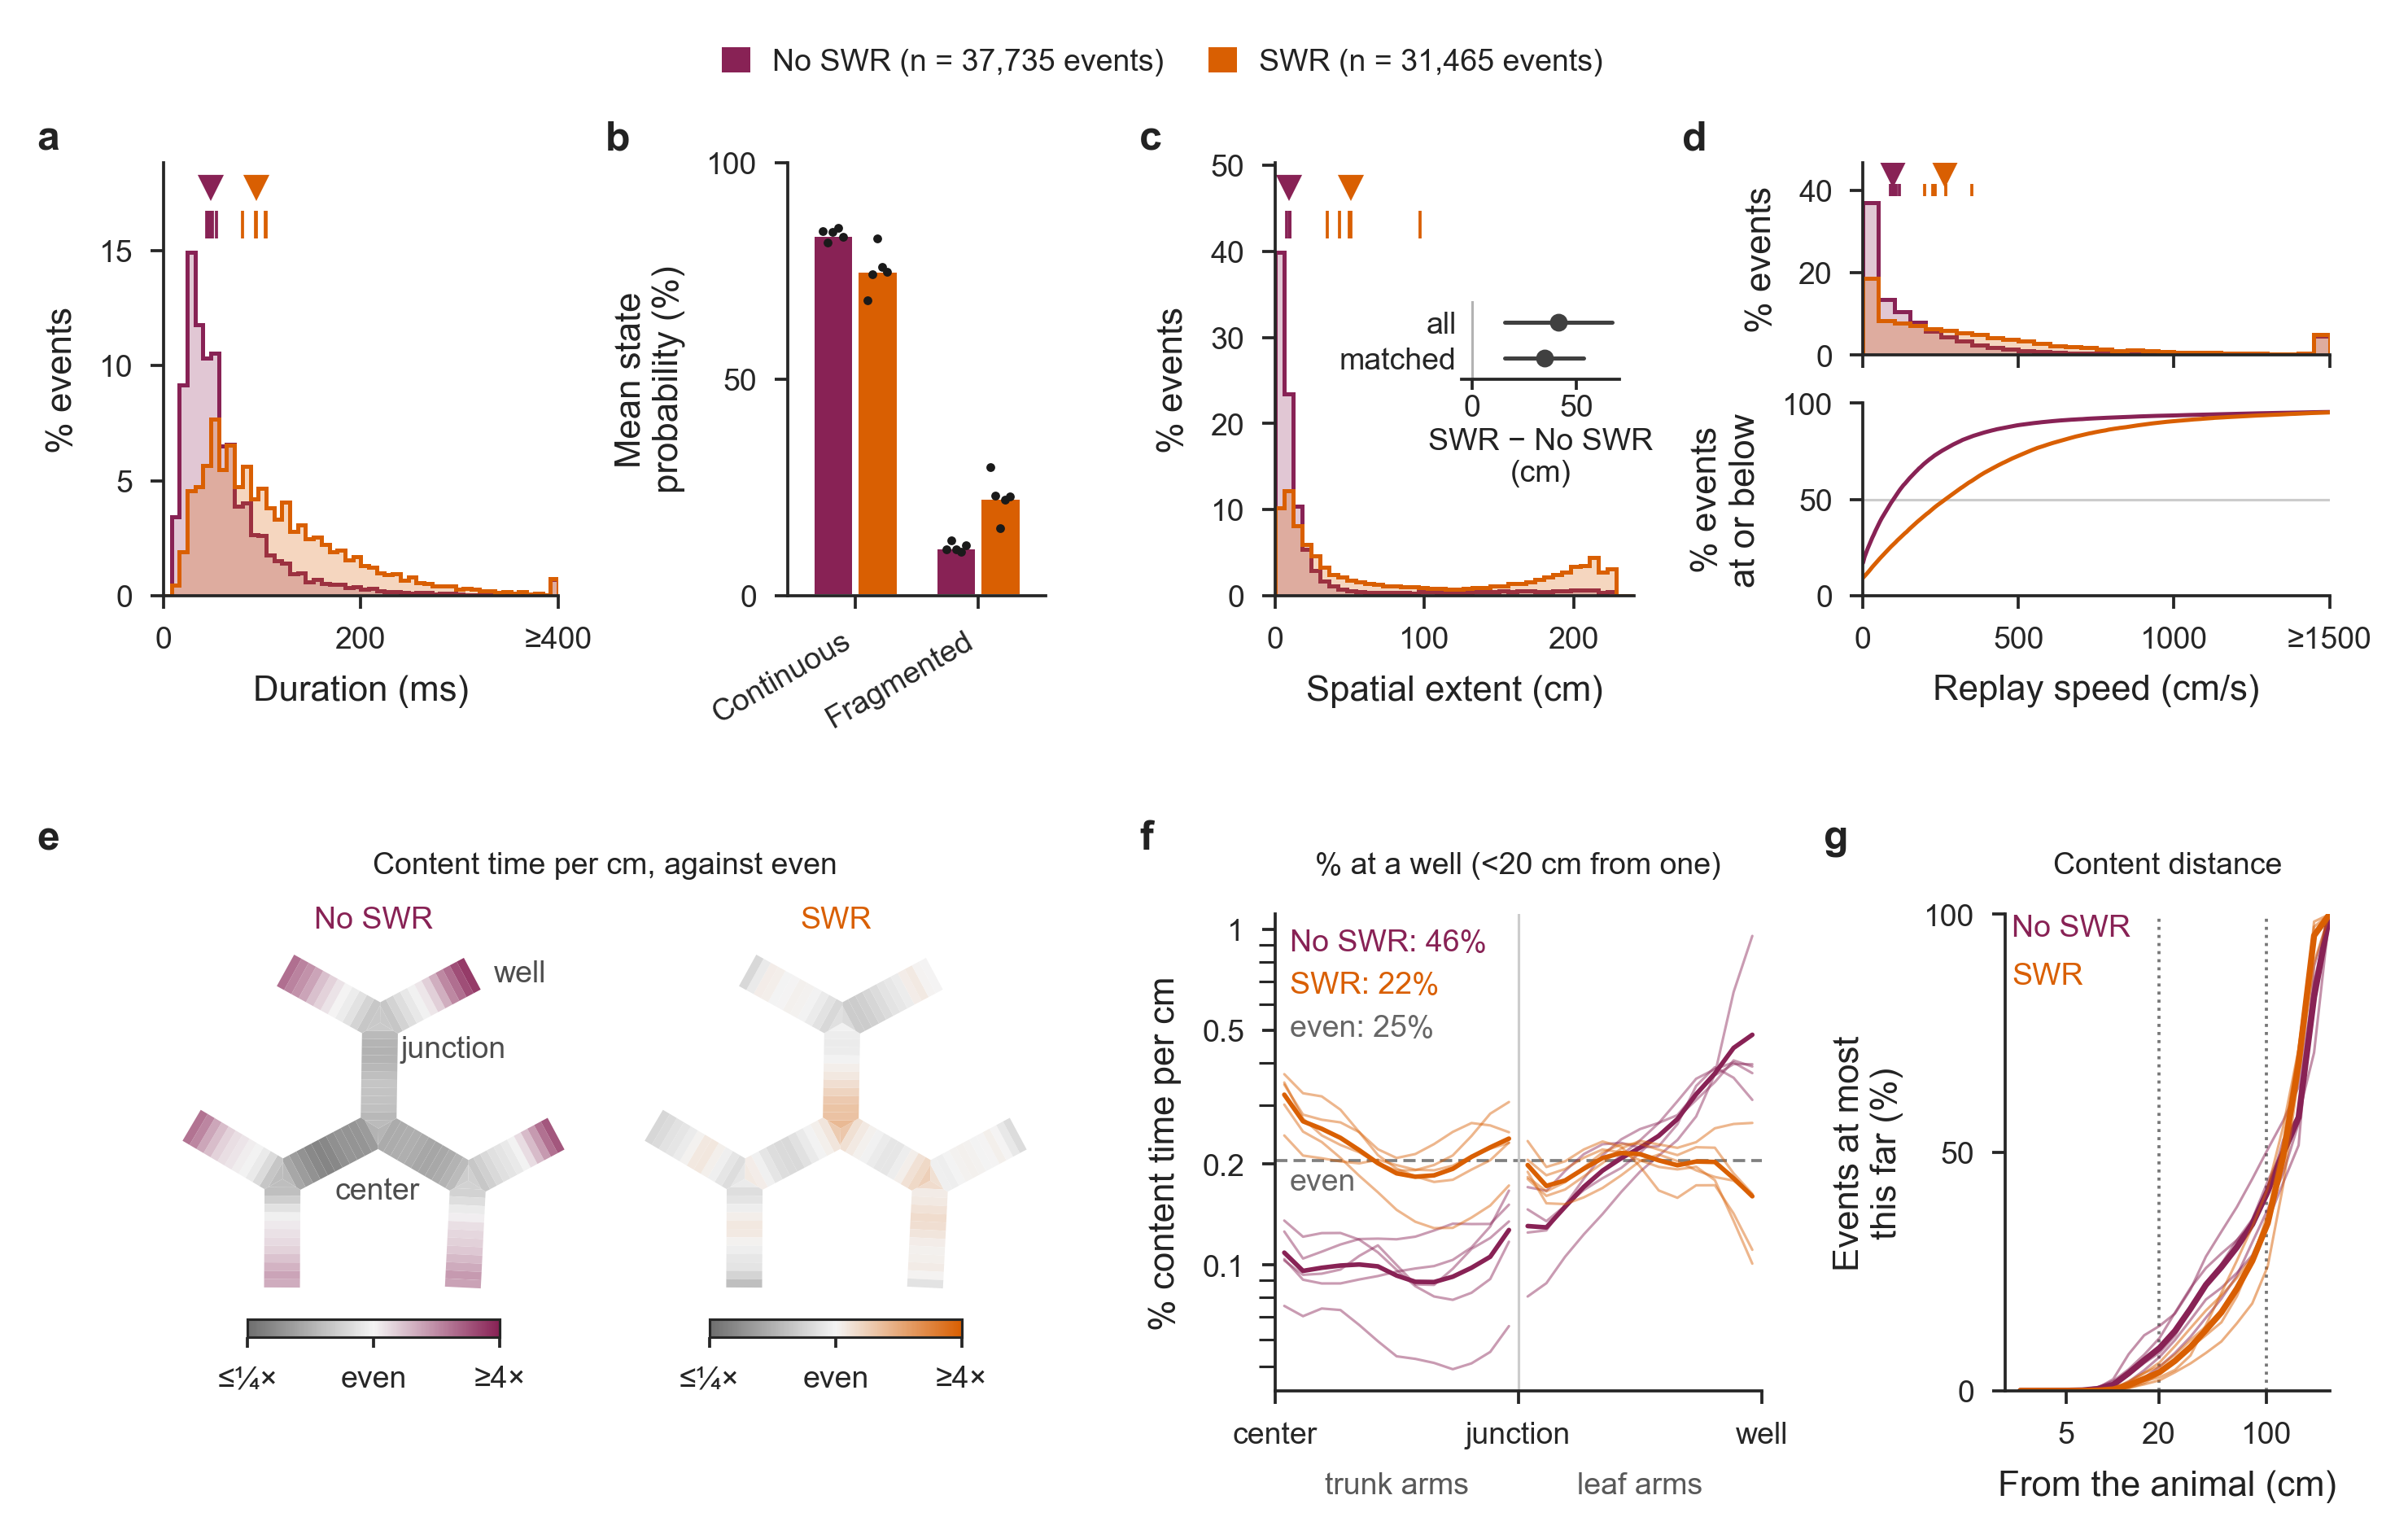 No SWR (n = 37,735 events)
SWR (n = 31,465 events)
a
% events
15
10
5
0
0
200
≥400
Duration (ms)
b
Mean state
probability (%)
100
50
0
Continuous
Fragmented
c
% events
50
40
30
20
10
0
0
100
200
Spatial extent (cm)
all
matched
0
50
SWR − No SWR
(cm)
d
% events
40
20
0
% events
at or below
100
50
0
0
500
1000
≥1500
Replay speed (cm/s)
e
Content time per cm, against even
No SWR
SWR
well
junction
center
≤¼×
even
≥4×
≤¼×
even
≥4×
f
% at a well (<20 cm from one)
% content time per cm
1
0.5
0.2
0.1
No SWR: 46%
SWR: 22%
even: 25%
even
center
junction
well
trunk arms
leaf arms
g
Content distance
Events at most
this far (%)
100
50
0
No SWR
SWR
5
20
100
From the animal (cm)